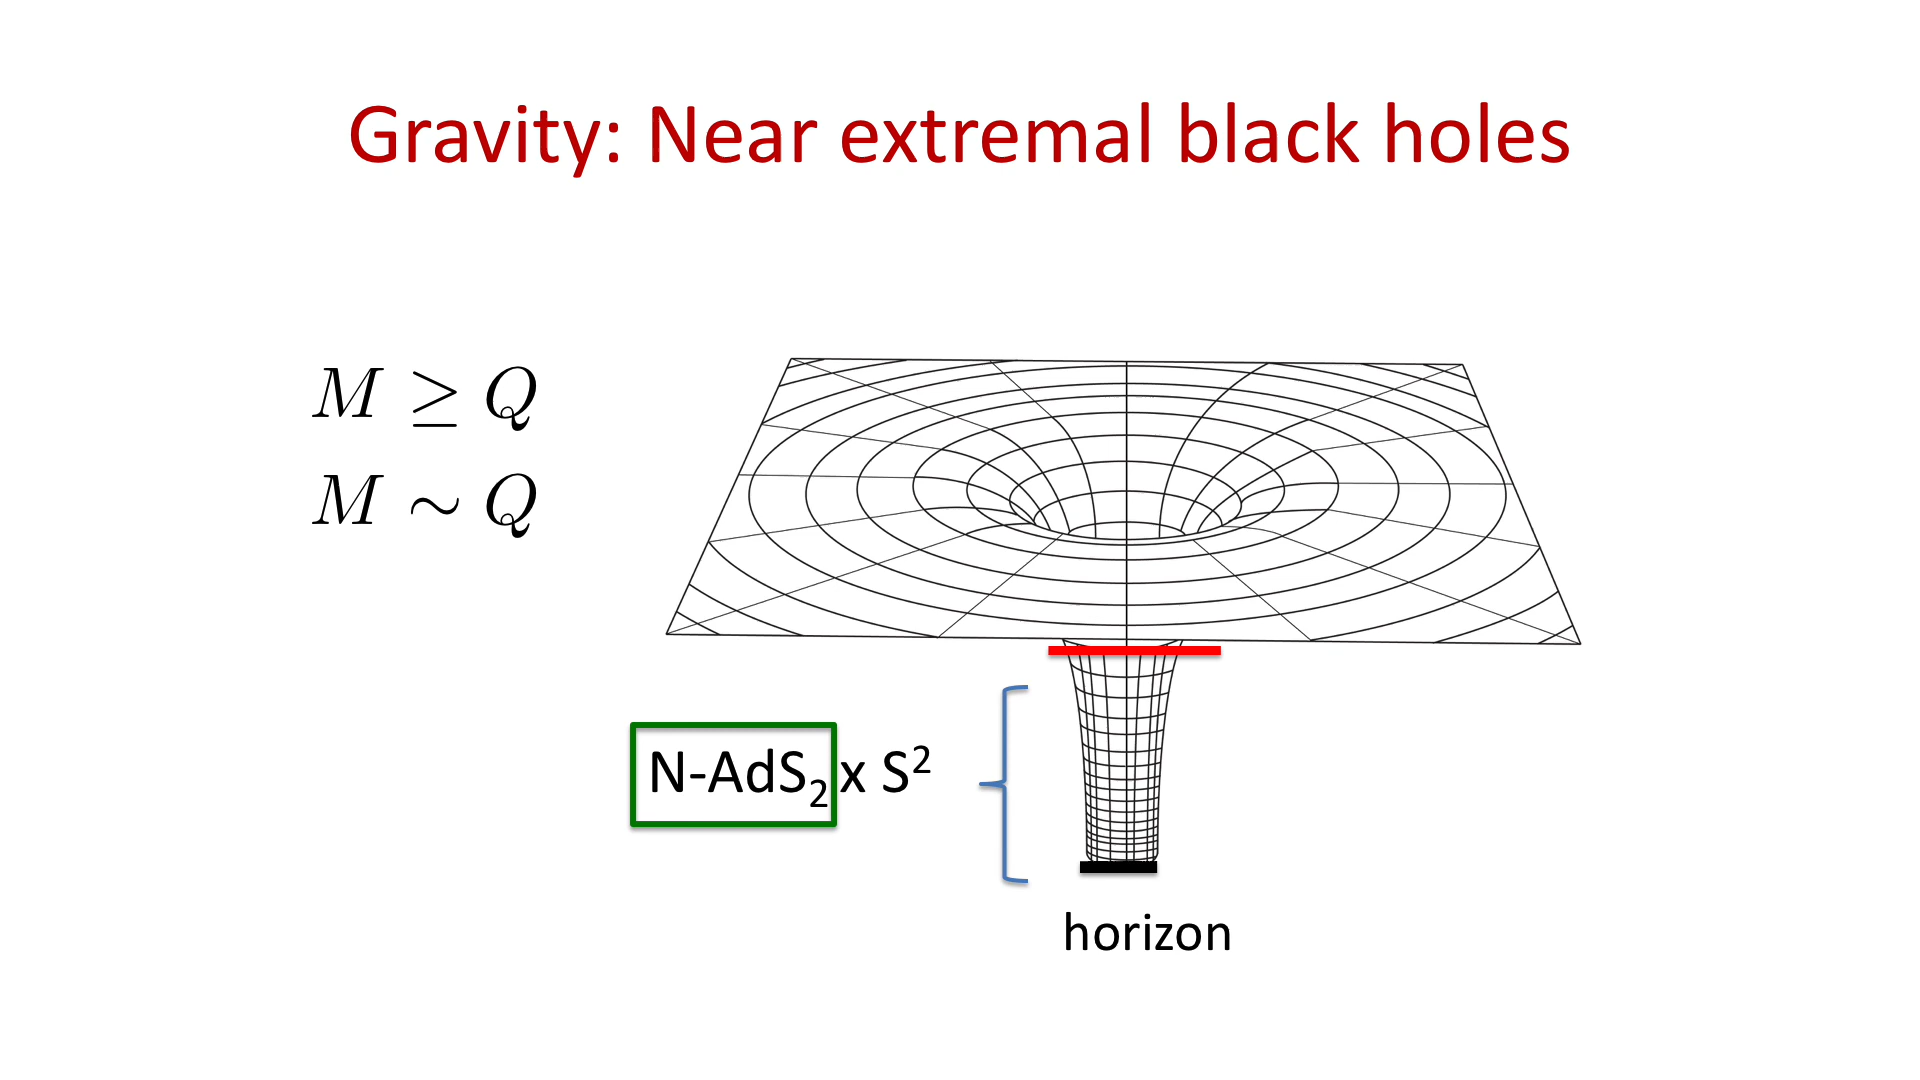 Gravity: Near extremal black holes
M ≥ Q
M ∼ Q
N-AdS₂ x S²
horizon